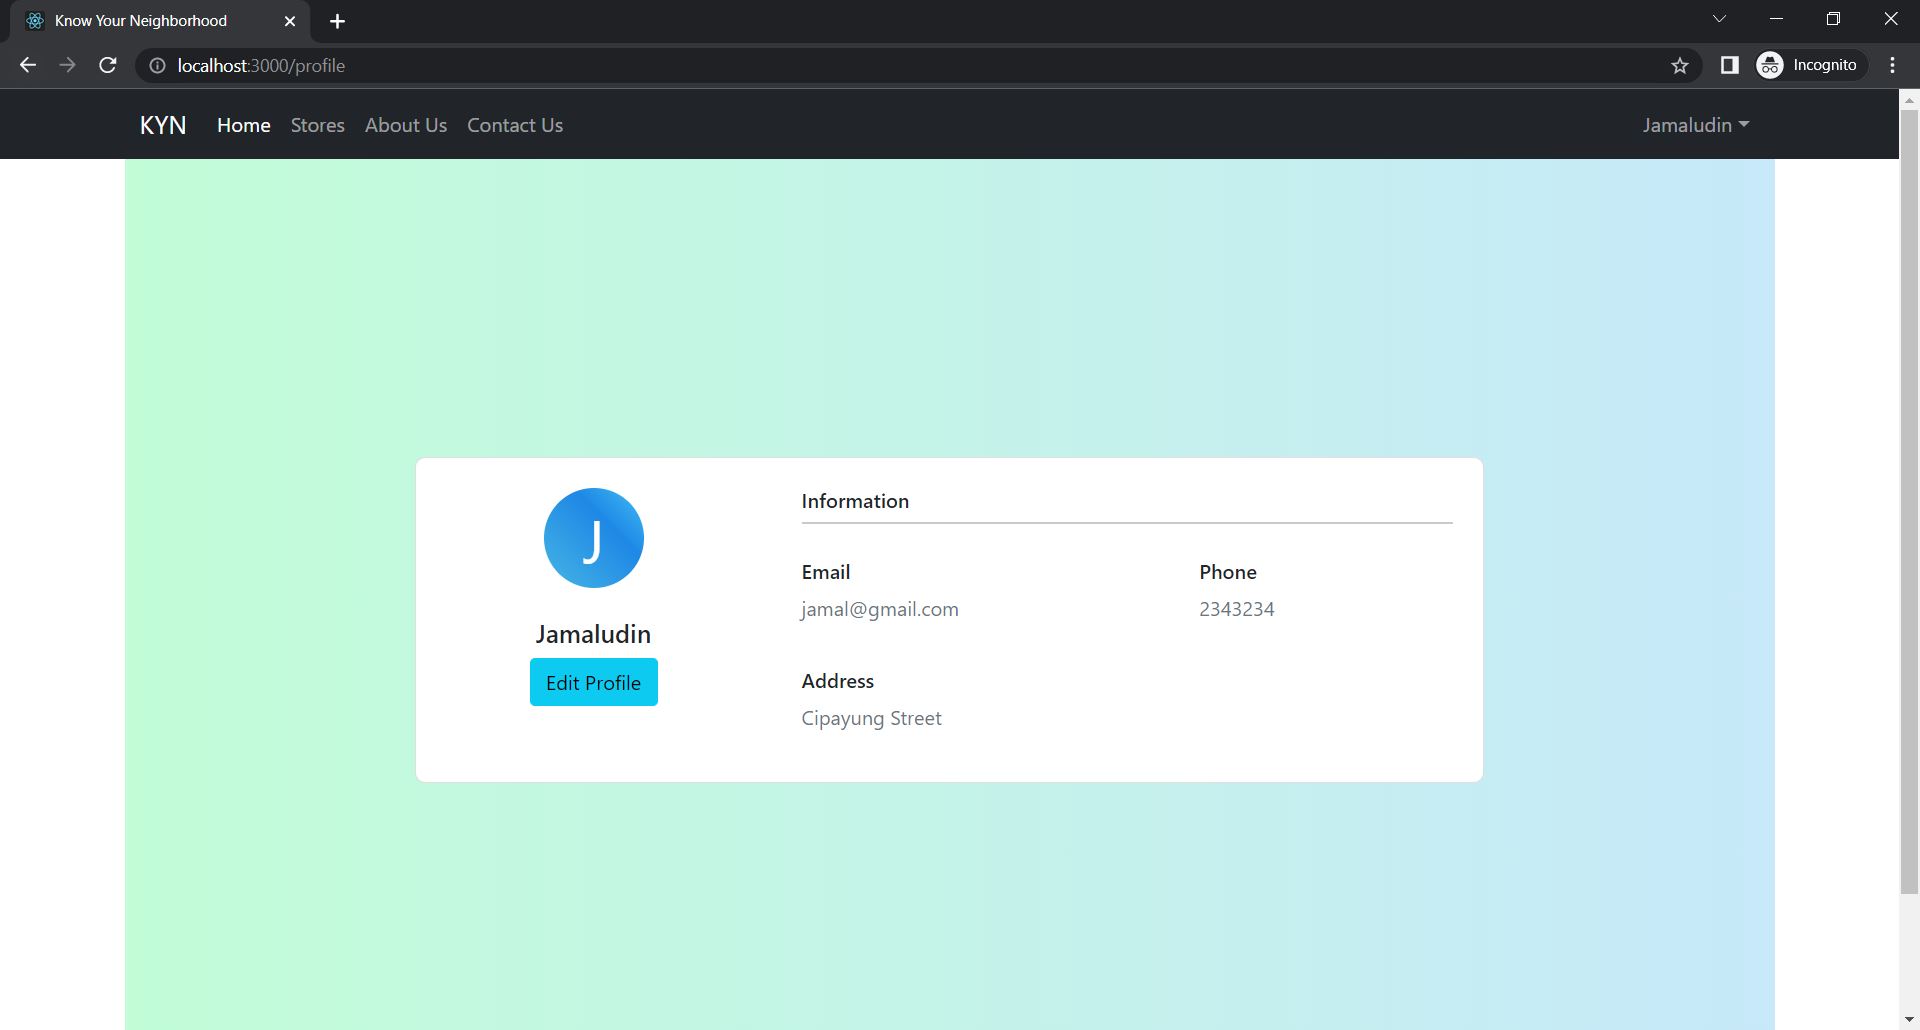 Know Your Neighborhood
localhost:3000/profile
Incognito
KYN Home Stores About Us Contact Us Jamaludin
J
Jamaludin
Edit Profile
Information
Email Phone
jamal@gmail.com 2343234
Address
Cipayung Street